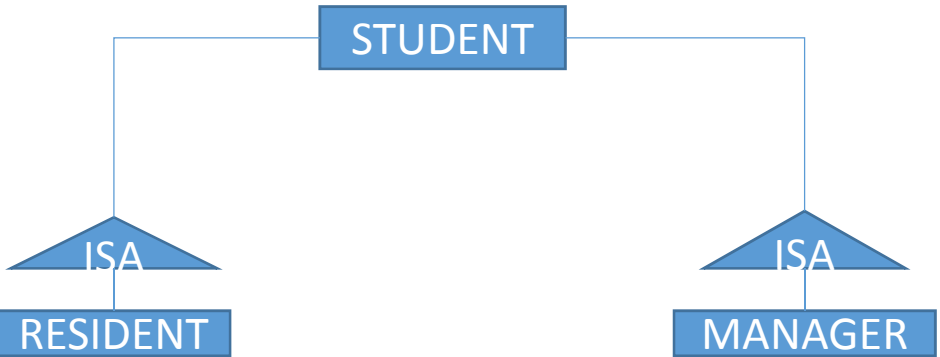 STUDENT
ISA
ISA
RESIDENT
MANAGER